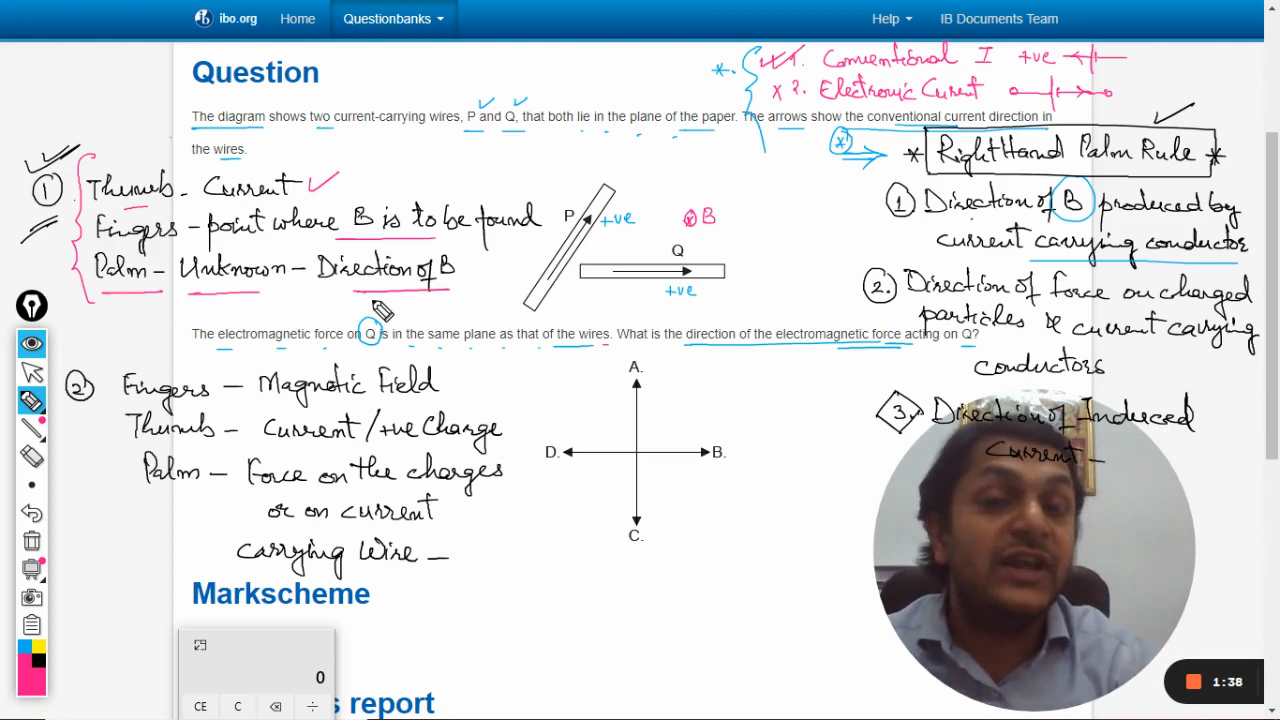 ibo.org Home Questionbanks Help IB Documents Team
Question
* 1. Conventional I +ve
x 2. Electronic Current
The diagram shows two current-carrying wires, P and Q, that both lie in the plane of the paper. The arrows show the conventional current direction in
the wires.
* Right Hand Palm Rule *
1 Direction of B produced by
current carrying conductor
2. Direction of force on charged
particles & current carrying
conductors
3. Direction of Induced
Current -
1 Thumb - Current
Fingers - point where B is to be found
Palm - Unknown - Direction of B
P +ve
x B
Q
+ve
The electromagnetic force on Q is in the same plane as that of the wires. What is the direction of the electromagnetic force acting on Q?
2 Fingers - Magnetic Field
Thumb - Current /+ve Charge
Palm - Force on the charges
or on current
carrying Wire -
A.
D. B.
C.
Markscheme
0
CE C ÷
s report
1:38